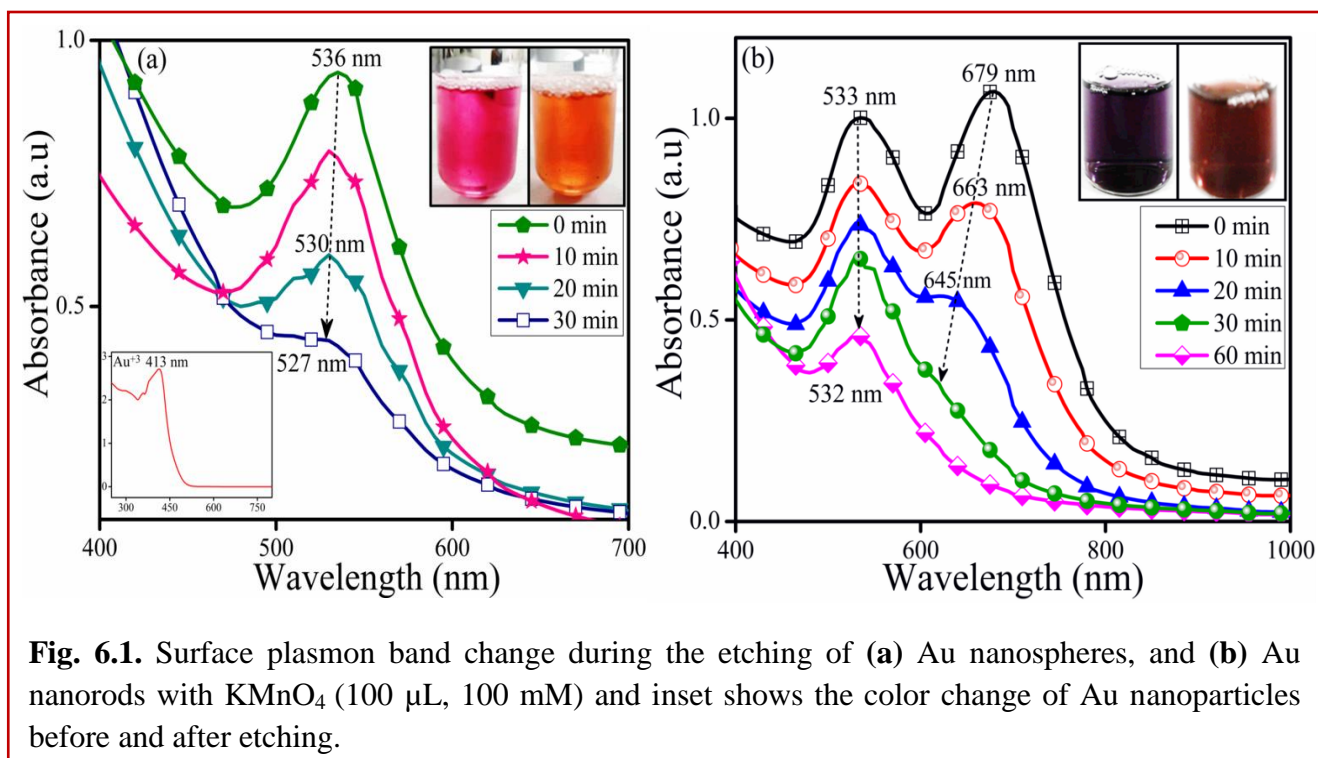 (a)
536 nm
530 nm
527 nm
0 min
10 min
20 min
30 min
Au+3 413 nm
3
2
1
0
300 450 600 750
1.0
0.5
Absorbance (a.u)
400 500 600 700
Wavelength (nm)
(b)
533 nm
679 nm
663 nm
645 nm
532 nm
0 min
10 min
20 min
30 min
60 min
1.0
0.5
0.0
Absorbance (a.u)
400 600 800 1000
Wavelength (nm)
Fig. 6.1. Surface plasmon band change during the etching of (a) Au nanospheres, and (b) Au
nanorods with KMnO₄ (100 μL, 100 mM) and inset shows the color change of Au nanoparticles
before and after etching.